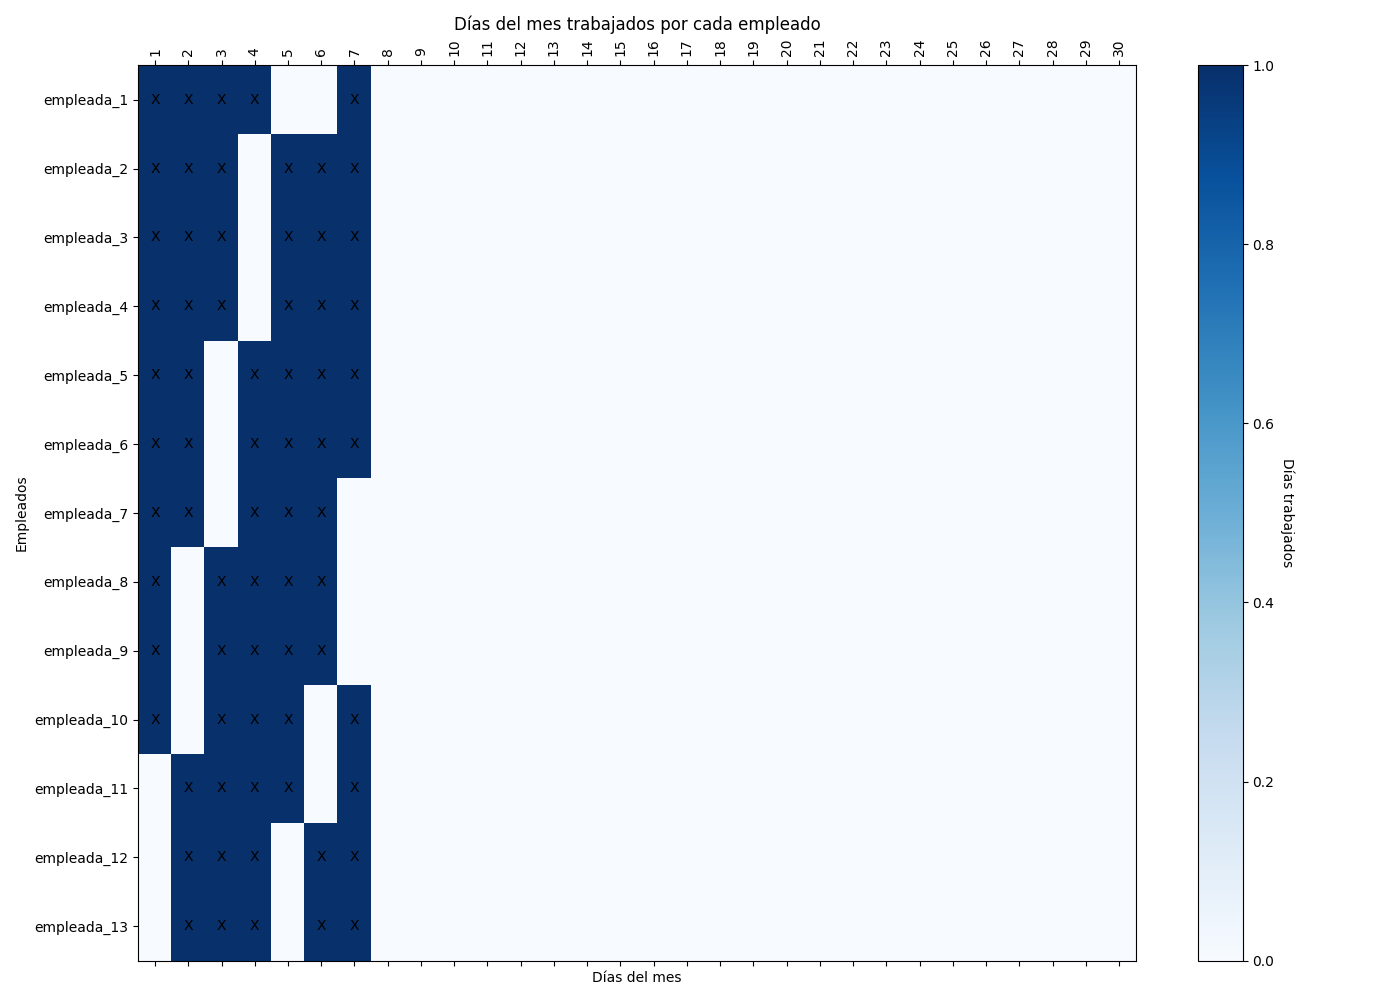 Días del mes trabajados por cada empleado
1 2 3 4 5 6 7 8 9 10 11 12 13 14 15 16 17 18 19 20 21 22 23 24 25 26 27 28 29 30
empleada_1 X X X X X
empleada_2 X X X X X X
empleada_3 X X X X X X
empleada_4 X X X X X X
empleada_5 X X X X X X
empleada_6 X X X X X X
empleada_7 X X X X X
empleada_8 X X X X X
empleada_9 X X X X X
empleada_10 X X X X X
empleada_11 X X X X X
empleada_12 X X X X X
empleada_13 X X X X X
Empleados
Días del mes
1.0
0.8
0.6
0.4
0.2
0.0
Días trabajados